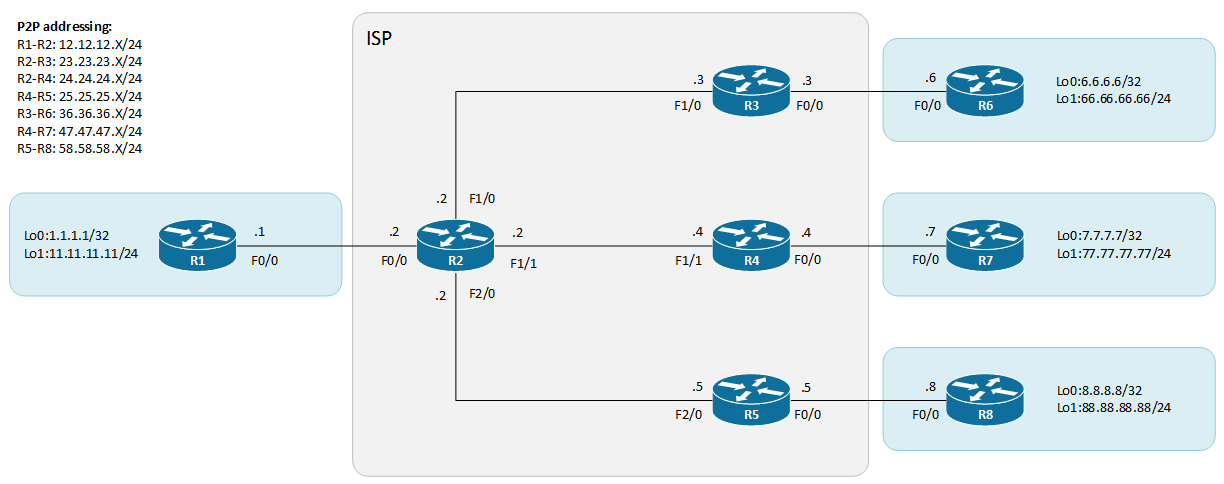 P2P addressing:
R1-R2: 12.12.12.X/24
R2-R3: 23.23.23.X/24
R2-R4: 24.24.24.X/24
R4-R5: 25.25.25.X/24
R3-R6: 36.36.36.X/24
R4-R7: 47.47.47.X/24
R5-R8: 58.58.58.X/24
ISP
.3
F1/0
R3
.3
F0/0
.6
F0/0
R6
Lo0:6.6.6.6/32
Lo1:66.66.66.66/24
Lo0:1.1.1.1/32
Lo1:11.11.11.11/24
R1
.1
F0/0
.2
F0/0
.2
F1/0
R2
.2
F1/1
.2
F2/0
.4
F1/1
R4
.4
F0/0
.7
F0/0
R7
Lo0:7.7.7.7/32
Lo1:77.77.77.77/24
.5
F2/0
R5
.5
F0/0
.8
F0/0
R8
Lo0:8.8.8.8/32
Lo1:88.88.88.88/24